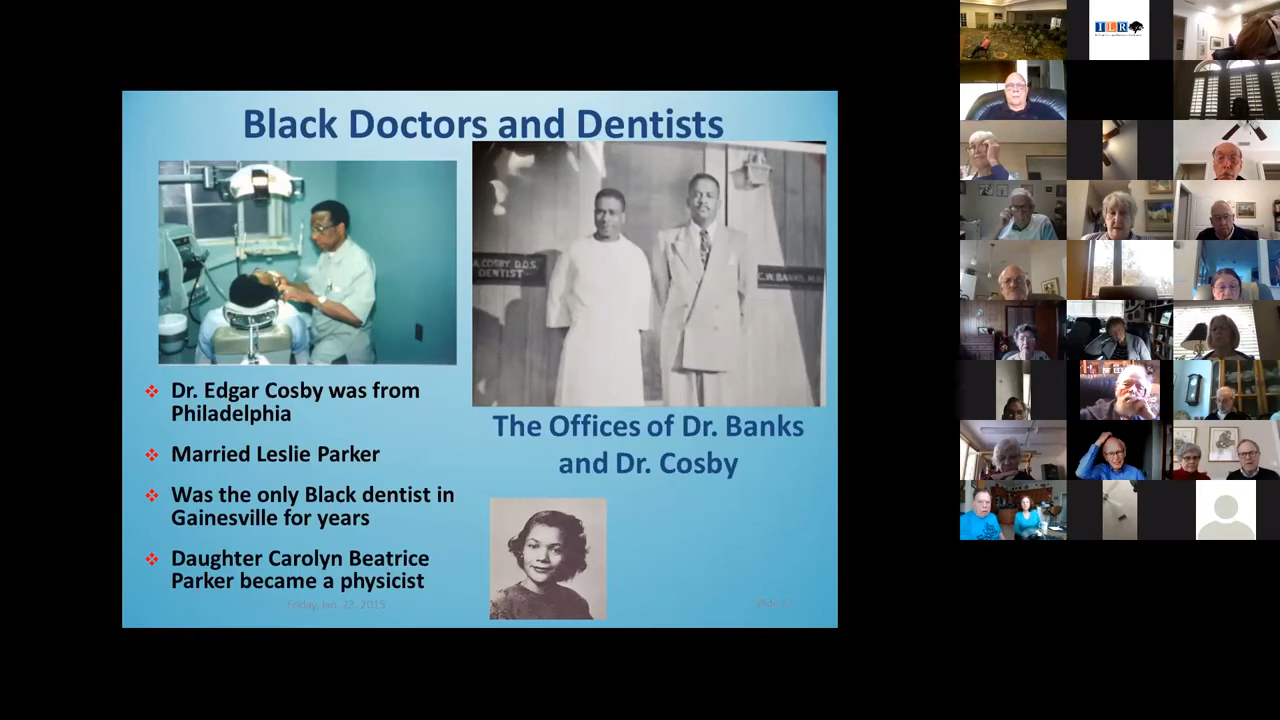 Black Doctors and Dentists
A. COSBY, D.D.S.
DENTIST
C.W. BANKS, M.D.
Dr. Edgar Cosby was from
Philadelphia
Married Leslie Parker
Was the only Black dentist in
Gainesville for years
Daughter Carolyn Beatrice
Parker became a physicist
The Offices of Dr. Banks
and Dr. Cosby
Friday, Jan. 22, 2015
Slide
ILR